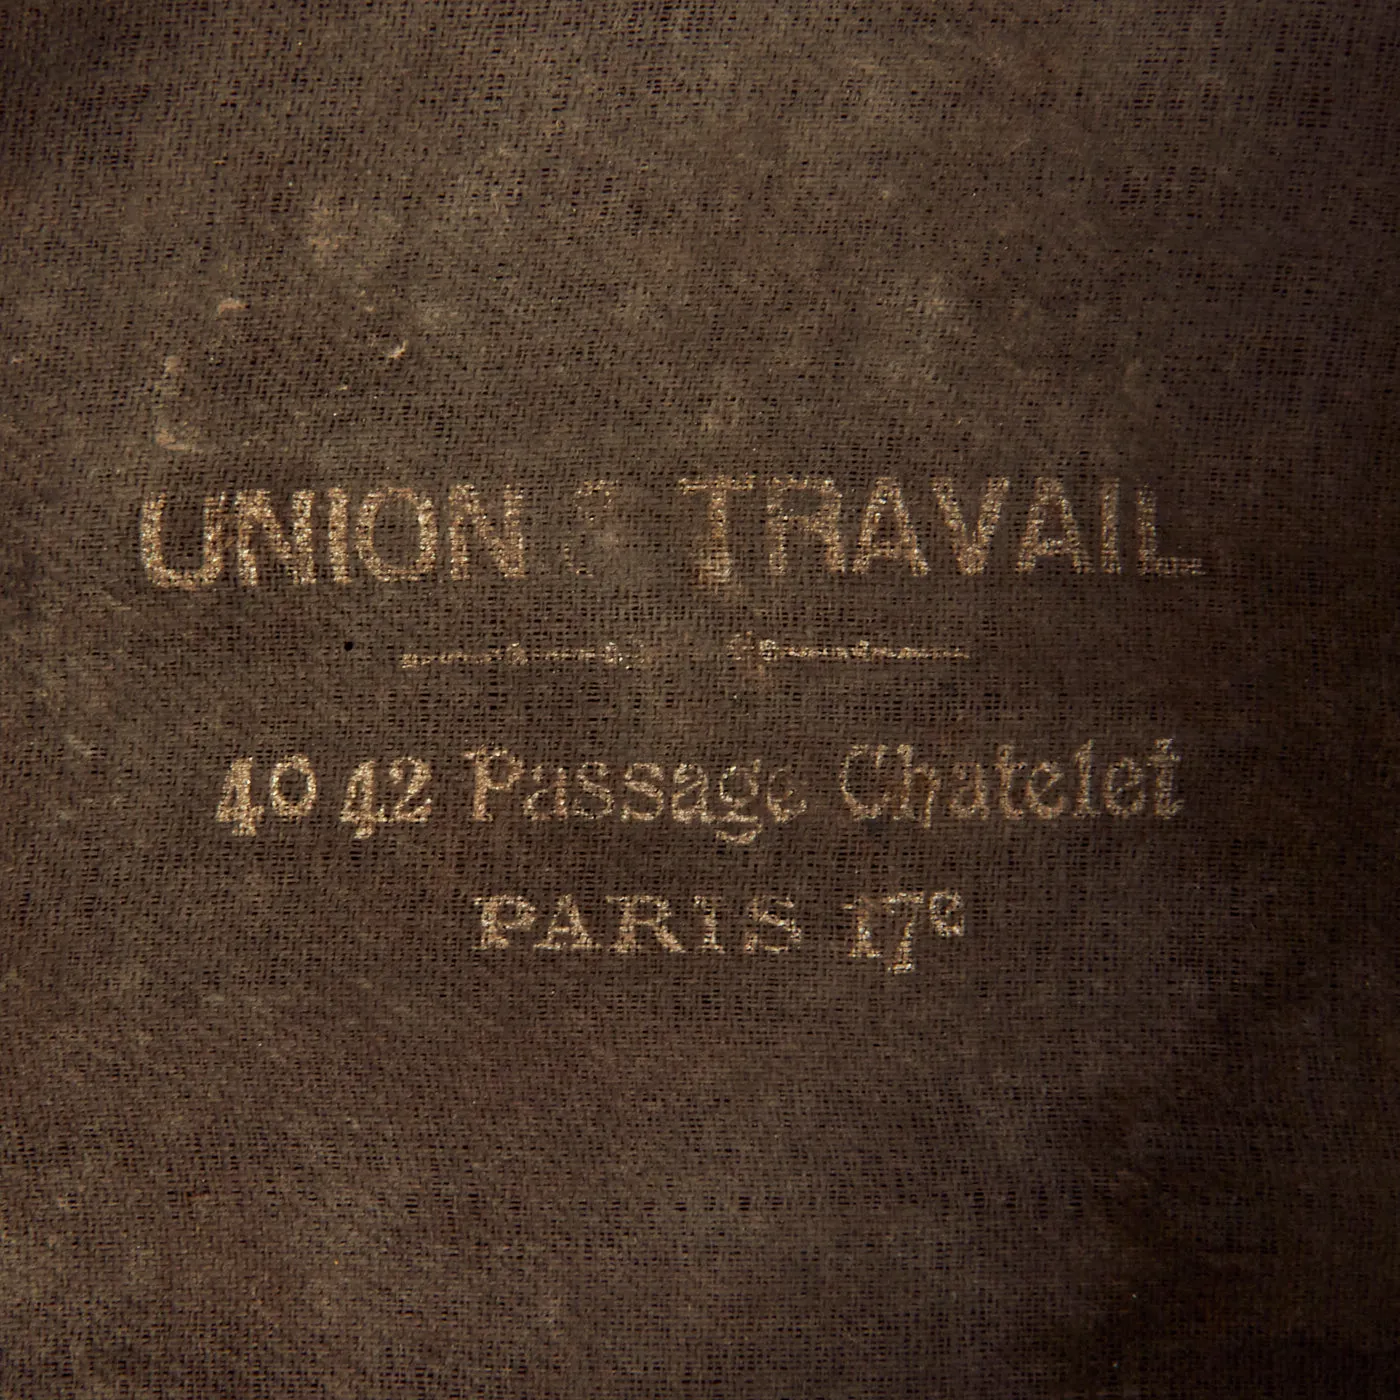 UNION TRAVAIL
40 42 Passage Chatelet
PARIS 17e